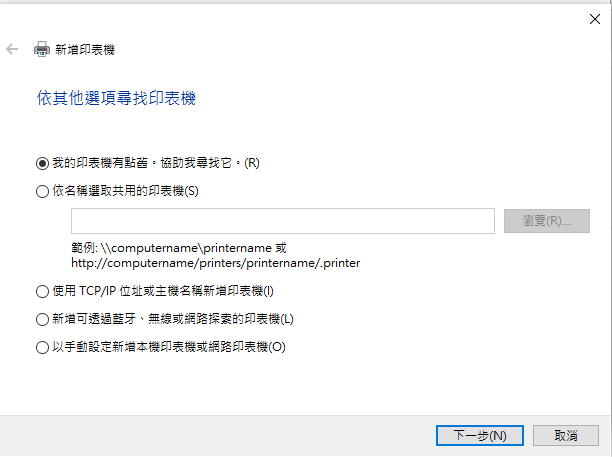 新增印表機
依其他選項尋找印表機
我的印表機有點舊。協助我尋找它。(R)
依名稱選取共用的印表機(S)
瀏覽(R)...
範例: \\computername\printername 或
http://computername/printers/printername/.printer
使用 TCP/IP 位址或主機名稱新增印表機(I)
新增可透過藍牙、無線或網路探索的印表機(L)
以手動設定新增本機印表機或網路印表機(O)
下一步(N)
取消